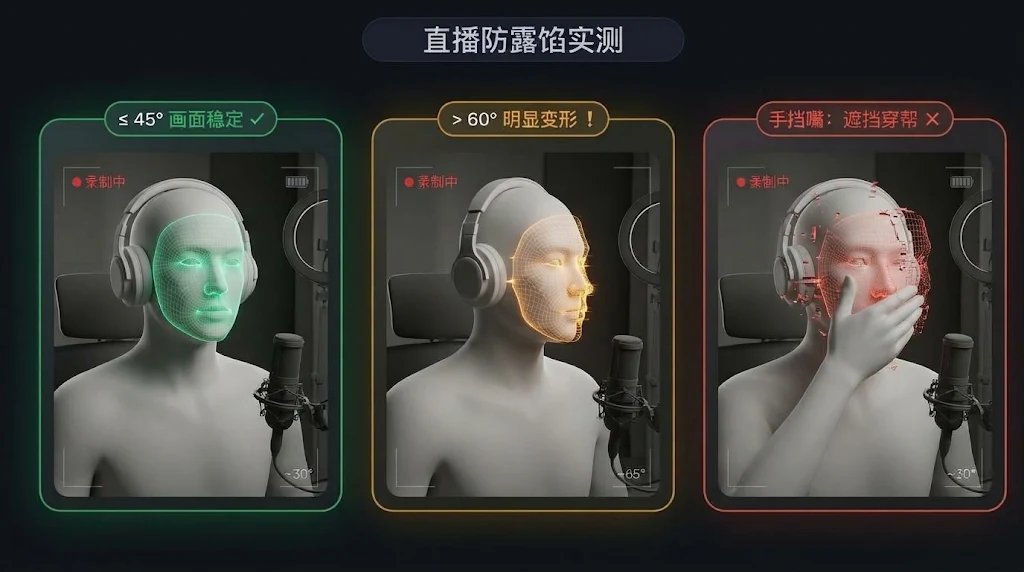 直播防露馅实测
≤ 45° 画面稳定 ✓
> 60° 明显变形 !
手挡嘴：遮挡穿帮 ✕
录制中
录制中
录制中
~30°
~65°
~30°